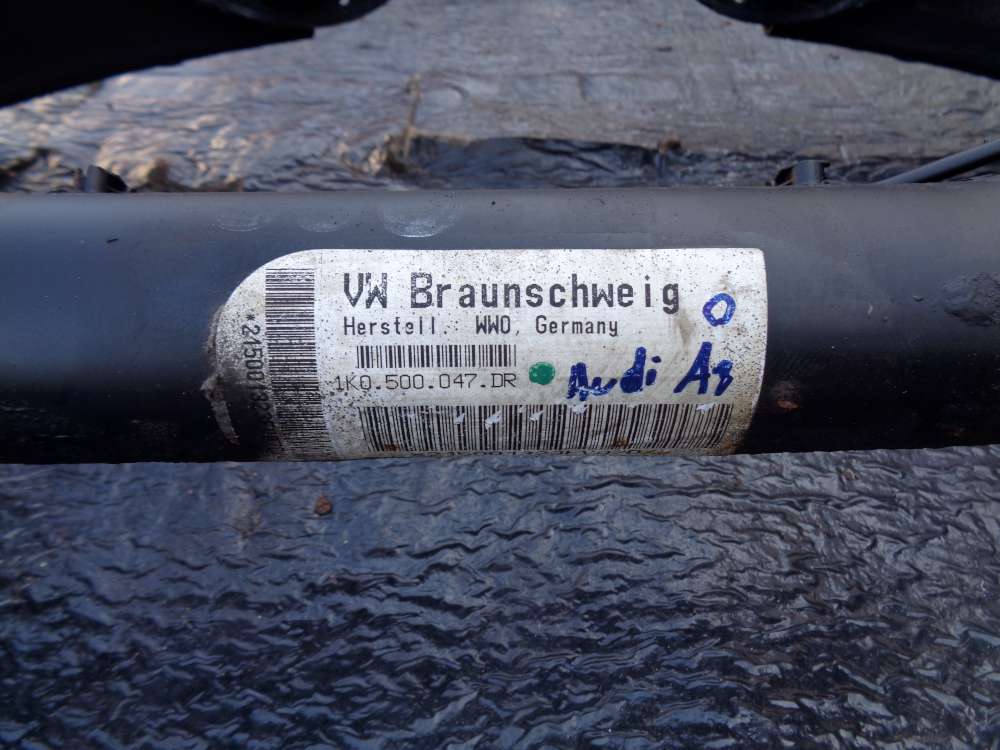 VW Braunschweig
Herstell.: WWO, Germany
1K0.500.047.DR
O
Audi A3